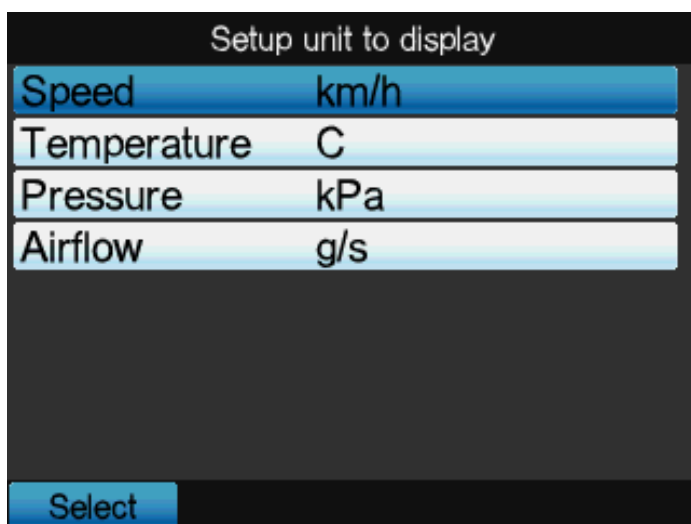 Setup unit to display
Speed km/h
Temperature C
Pressure kPa
Airflow g/s
Select